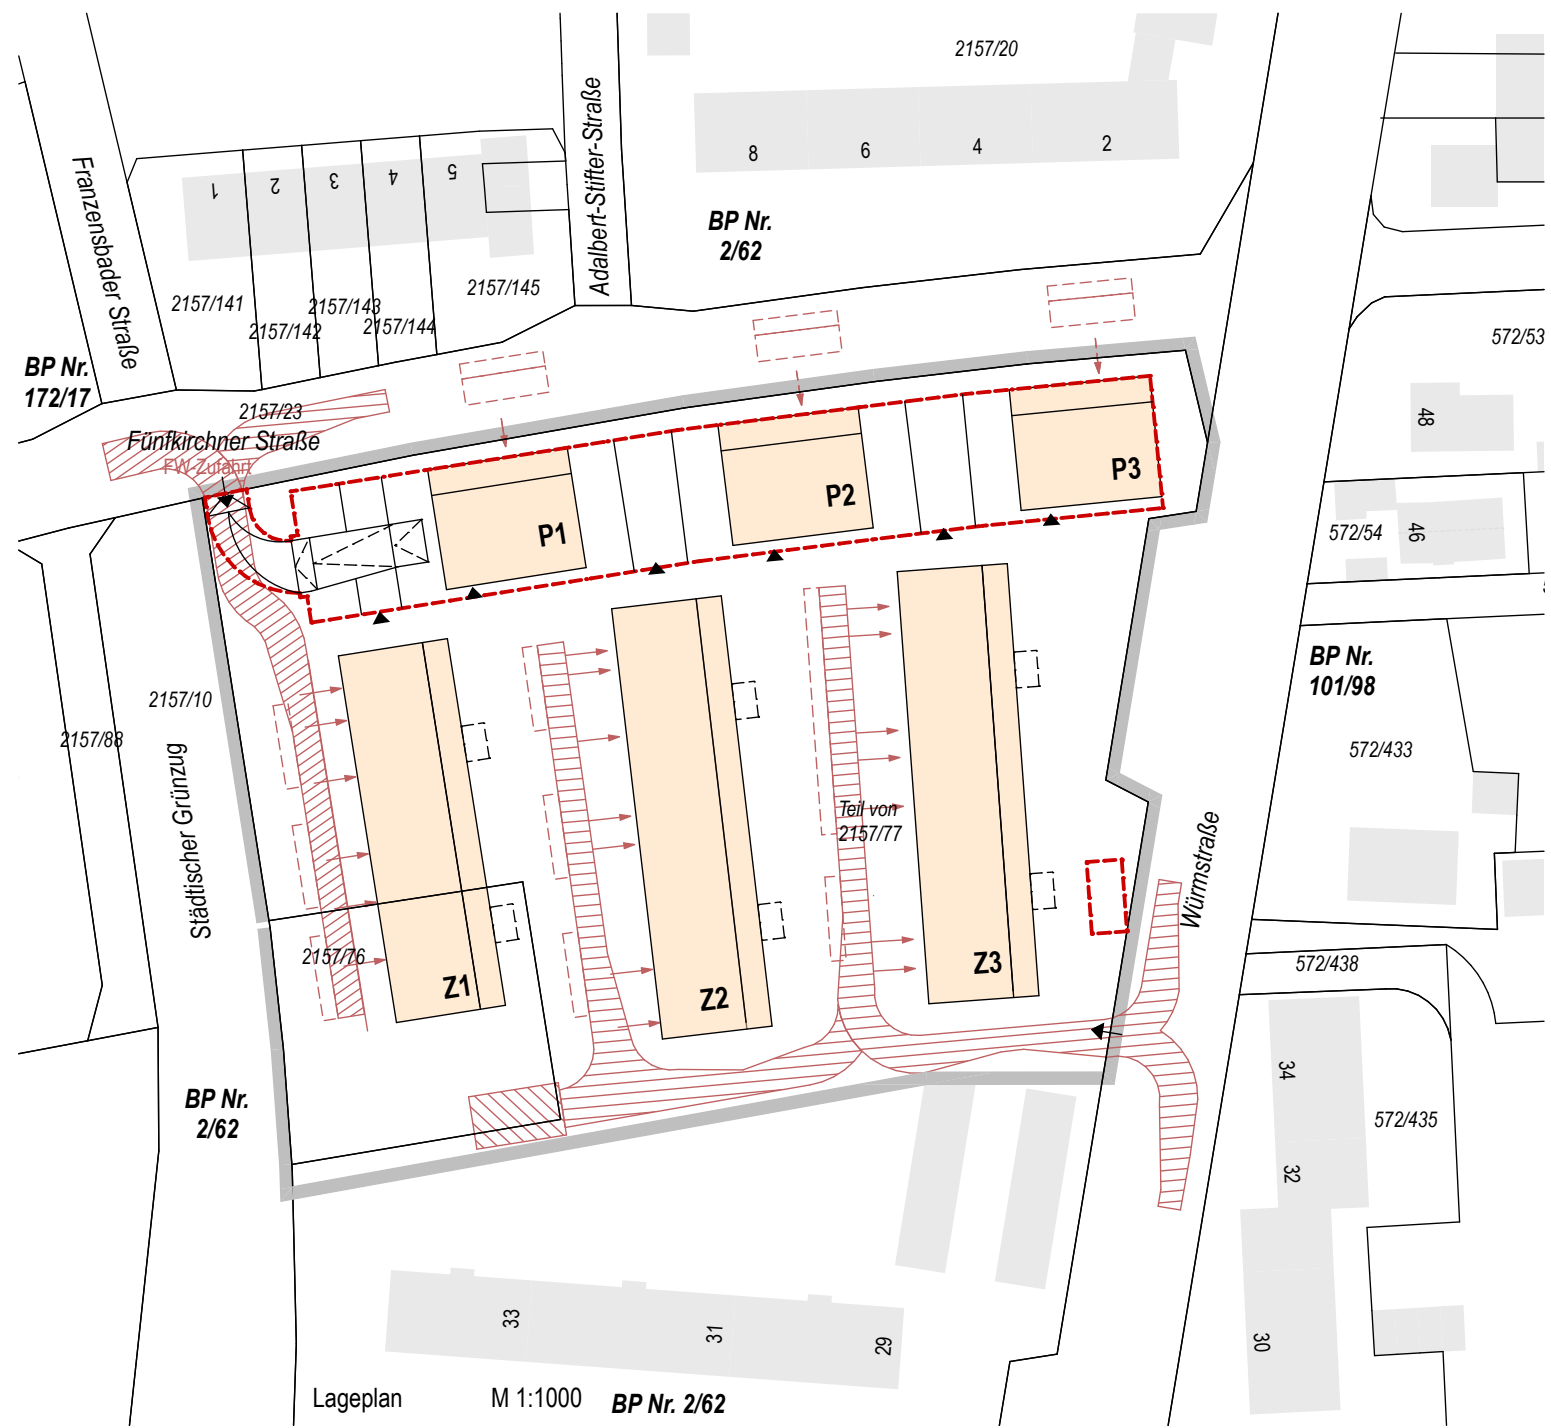 2157/20
Franzensbader Straße
Adalbert-Stifter-Straße
8
6
4
2
1
2
3
4
5
BP Nr.
2/62
2157/141
2157/142
2157/143
2157/144
2157/145
572/53
BP Nr.
172/17
2157/23
Fünfkirchner Straße
FW-Zufahrt
48
P1
P2
P3
572/54
46
2157/10
2157/88
Städtischer Grünzug
BP Nr.
101/98
572/433
Teil von
2157/77
Würmstraße
2157/76
Z1
Z2
Z3
572/438
BP Nr.
2/62
34
572/435
32
33
31
29
30
Lageplan M 1:1000 BP Nr. 2/62